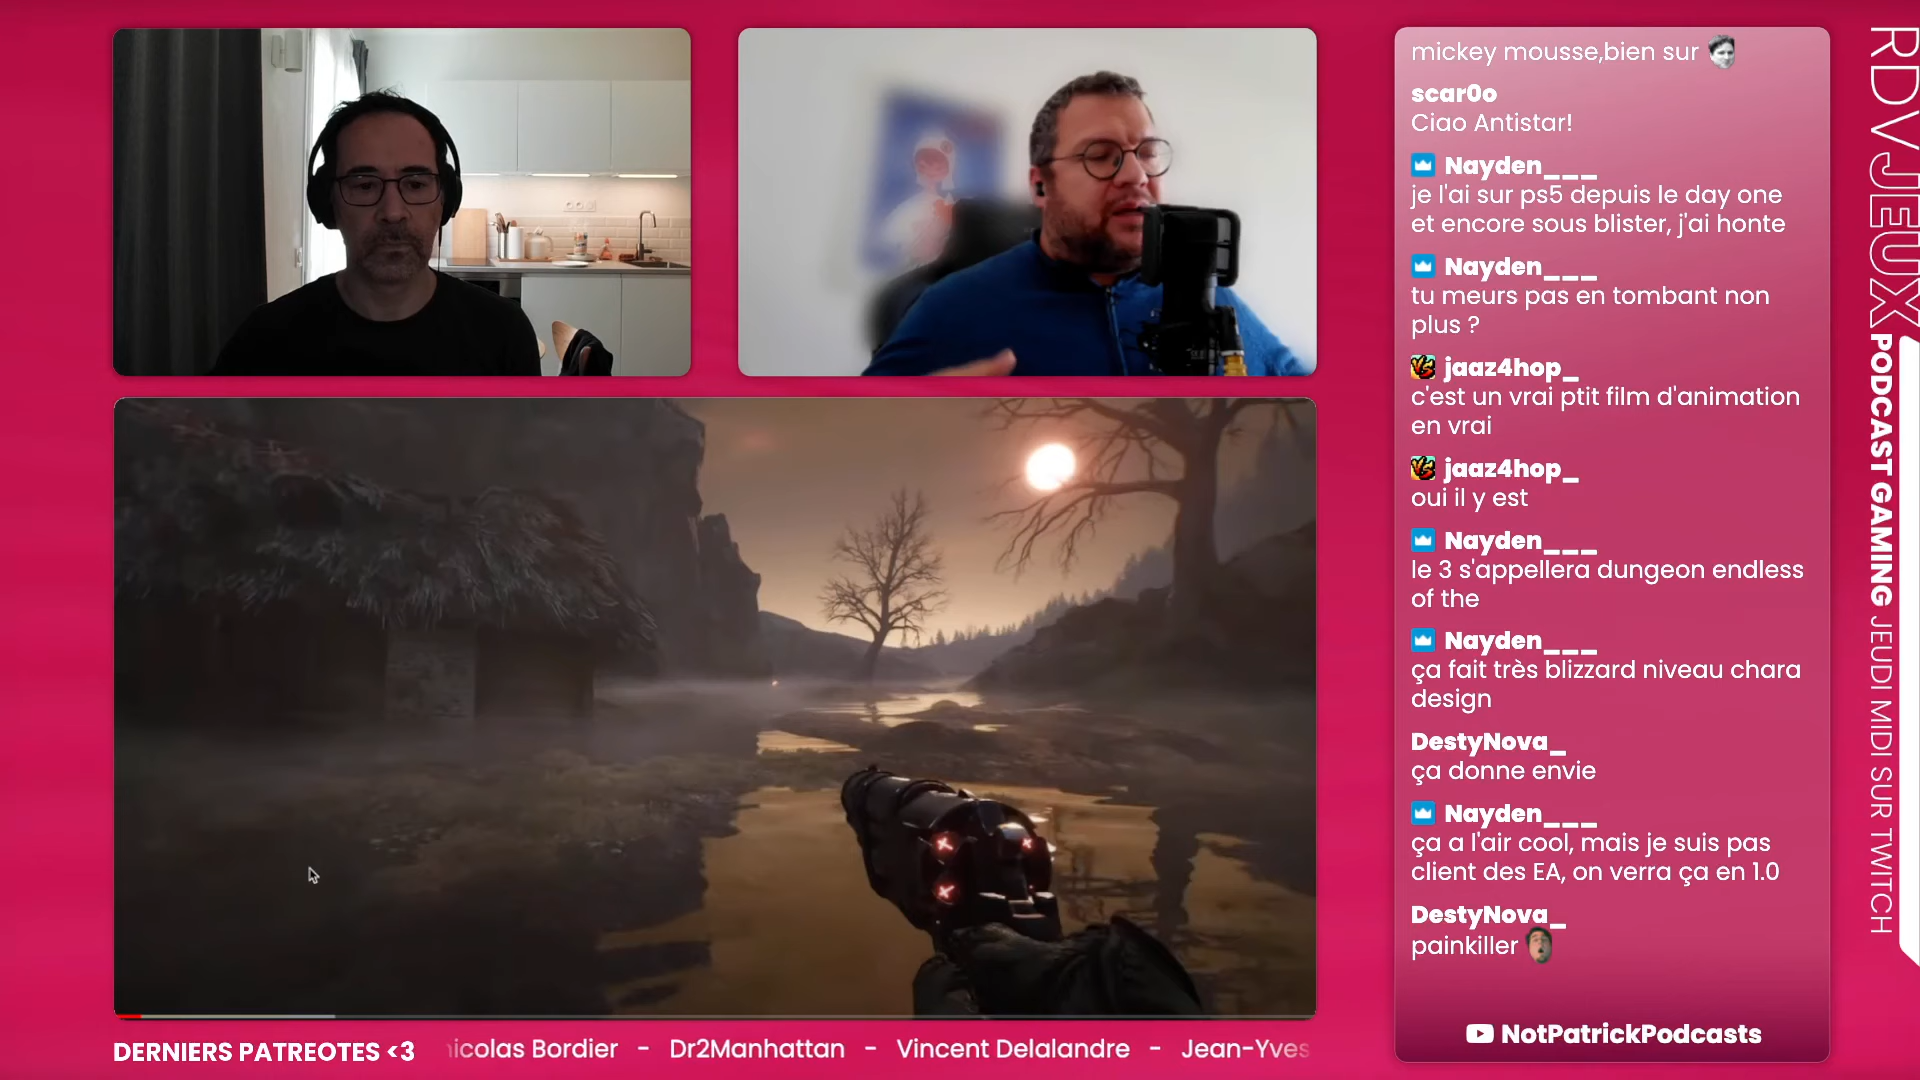 mickey mousse,bien sur
scar0o
Ciao Antistar!
Nayden___
je l'ai sur ps5 depuis le day one
et encore sous blister, j'ai honte
Nayden___
tu meurs pas en tombant non
plus ?
jaaz4hop_
c'est un vrai ptit film d'animation
en vrai
jaaz4hop_
oui il y est
Nayden___
le 3 s'appellera dungeon endless
of the
Nayden___
ça fait très blizzard niveau chara
design
DestyNova_
ça donne envie
Nayden___
ça a l'air cool, mais je suis pas
client des EA, on verra ça en 1.0
DestyNova_
painkiller
NotPatrickPodcasts
RDV JEUX PODCAST GAMING JEUDI MIDI SUR TWITCH
DERNIERS PATREOTES <3
icolas Bordier - Dr2Manhattan - Vincent Delalandre - Jean-Yves